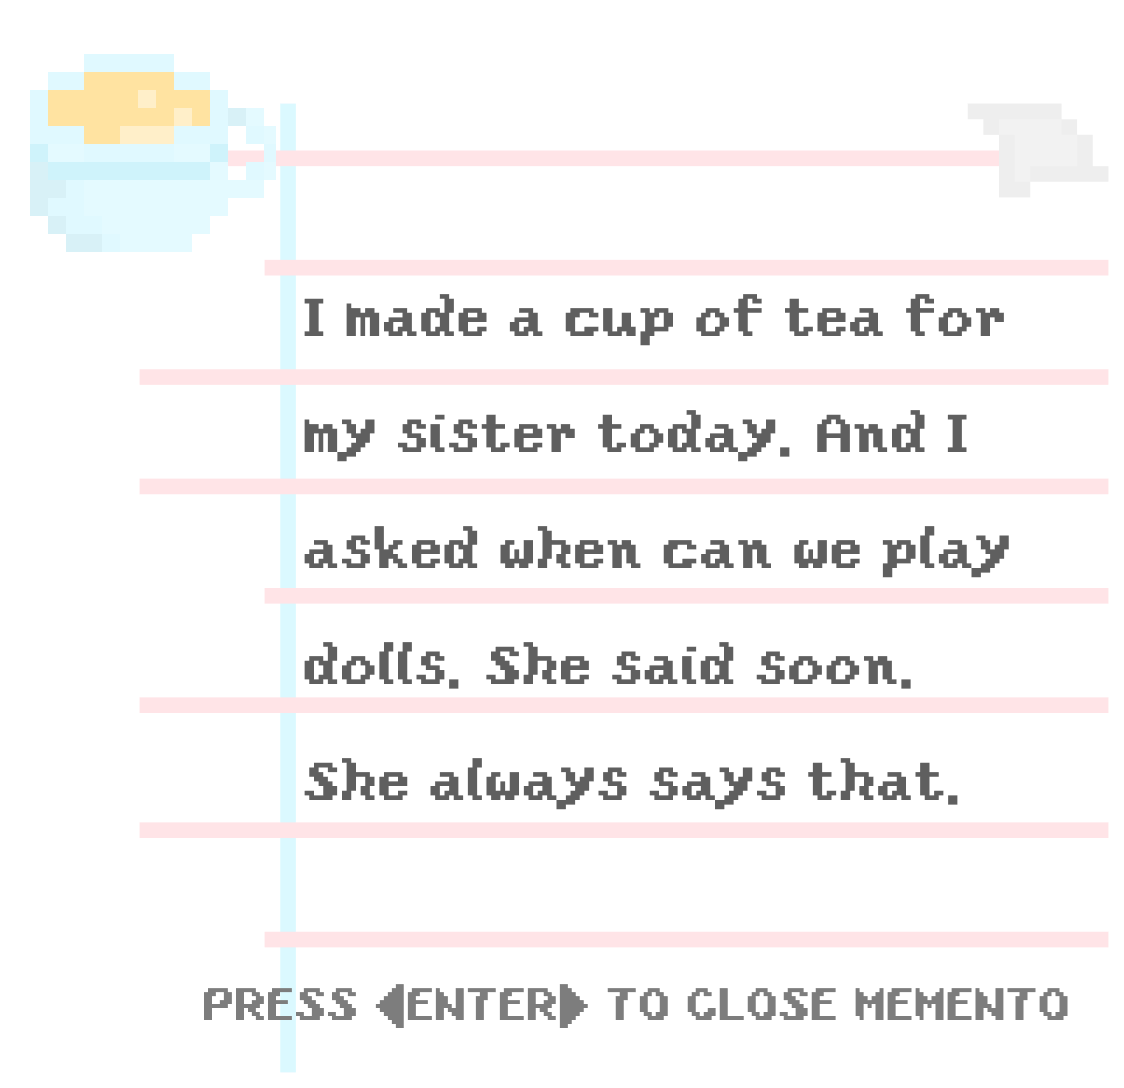 I made a cup of tea for
my sister today. And I
asked when can we play
dolls. She said soon.
She always says that.
PRESS ◀ENTER▶ TO CLOSE MEMENTO